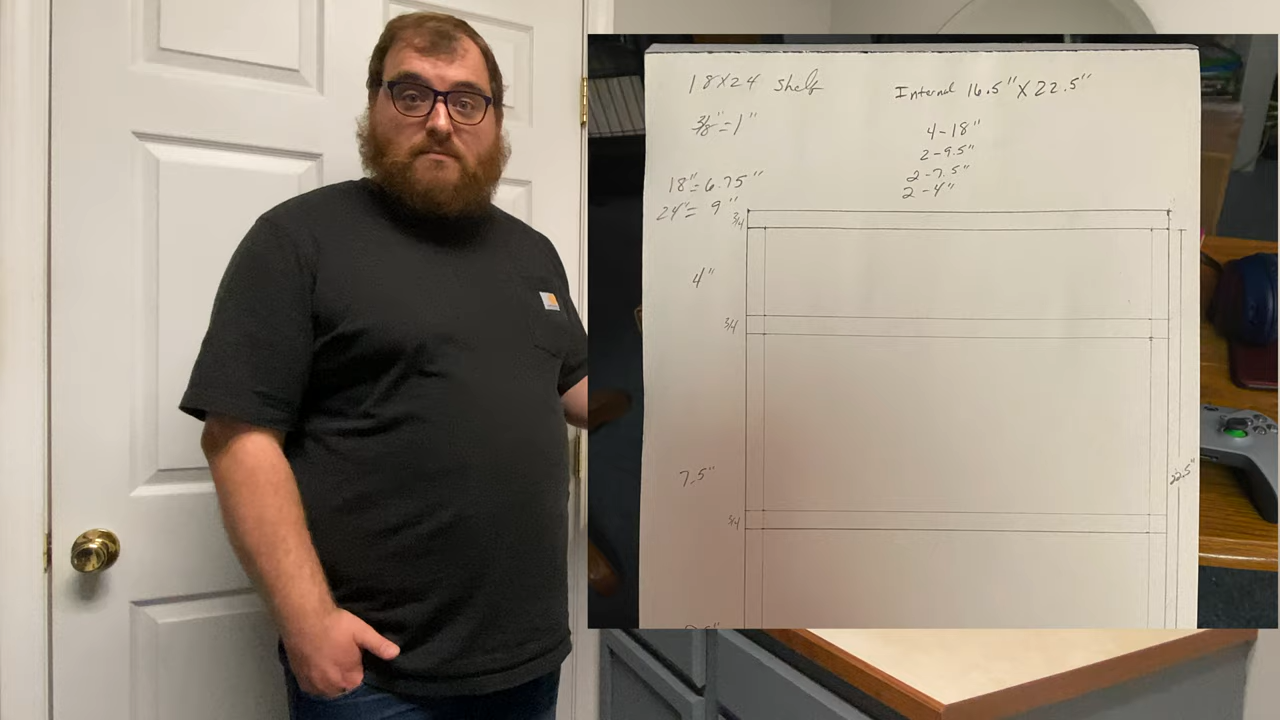 18x24 shelf
Internal 16.5" x 22.5"
3/8" = 1"
4-18"
2-9.5"
2-7.5"
2-4"
18" = 6.75"
24" = 9"
3/4
4"
3/4
7.5"
22.5"
3/4